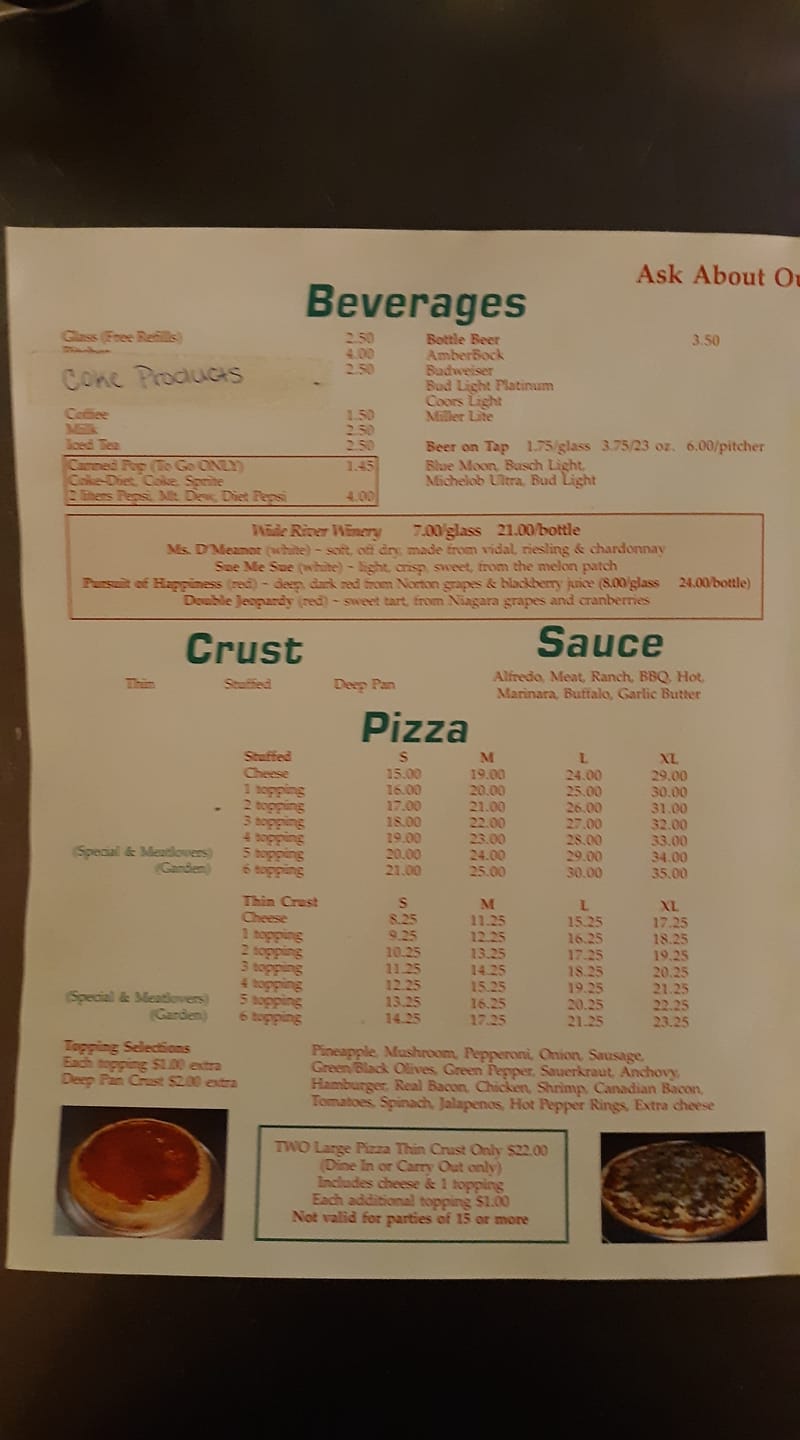 Ask About Ou
Beverages
Glass (Free Refills) 2.50
Pitcher 4.00
Coke Products 2.50
Coffee 1.50
Milk 2.50
Iced Tea 2.50
Canned Pop (To Go ONLY) 1.45
Coke-Diet, Coke, Sprite
2 liters Pepsi, Mt. Dew, Diet Pepsi 4.00
Bottle Beer 3.50
AmberBock
Budweiser
Bud Light Platinum
Coors Light
Miller Lite
Beer on Tap 1.75/glass 3.75/23 oz. 6.00/pitcher
Blue Moon, Busch Light,
Michelob Ultra, Bud Light
Wide River Winery 7.00/glass 21.00/bottle
Ms. D'Meanor (white) - soft, off dry, made from vidal, riesling & chardonnay
Sue Me Sue (white) - light, crisp, sweet, from the melon patch
Pursuit of Happiness (red) - deep, dark red from Norton grapes & blackberry juice (8.00/glass 24.00/bottle)
Double Jeopardy (red) - sweet tart, from Niagara grapes and cranberries
Crust
Thin Stuffed Deep Pan
Sauce
Alfredo, Meat, Ranch, BBQ, Hot,
Marinara, Buffalo, Garlic Butter
Pizza
Stuffed S M L XL
Cheese 15.00 19.00 24.00 29.00
1 topping 16.00 20.00 25.00 30.00
2 topping 17.00 21.00 26.00 31.00
3 topping 18.00 22.00 27.00 32.00
4 topping 19.00 23.00 28.00 33.00
(Special & Meatlovers) 5 topping 20.00 24.00 29.00 34.00
(Garden) 6 topping 21.00 25.00 30.00 35.00
Thin Crust S M L XL
Cheese 8.25 11.25 15.25 17.25
1 topping 9.25 12.25 16.25 18.25
2 topping 10.25 13.25 17.25 19.25
3 topping 11.25 14.25 18.25 20.25
4 topping 12.25 15.25 19.25 21.25
(Special & Meatlovers) 5 topping 13.25 16.25 20.25 22.25
(Garden) 6 topping 14.25 17.25 21.25 23.25
Topping Selections
Each topping $1.00 extra
Deep Pan Crust $2.00 extra
Pineapple, Mushroom, Pepperoni, Onion, Sausage,
Green/Black Olives, Green Pepper, Sauerkraut, Anchovy,
Hamburger, Real Bacon, Chicken, Shrimp, Canadian Bacon,
Tomatoes, Spinach, Jalapenos, Hot Pepper Rings, Extra cheese
TWO Large Pizza Thin Crust Only $22.00
(Dine In or Carry Out only)
Includes cheese & 1 topping
Each additional topping $1.00
Not valid for parties of 15 or more